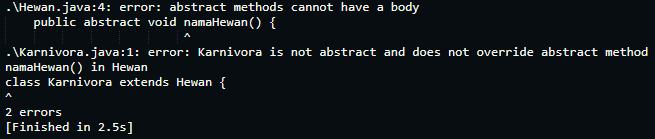 .\Hewan.java:4: error: abstract methods cannot have a body
    public abstract void namaHewan() {
                         ^
.\Karnivora.java:1: error: Karnivora is not abstract and does not override abstract method
namaHewan() in Hewan
class Karnivora extends Hewan {
^
2 errors
[Finished in 2.5s]